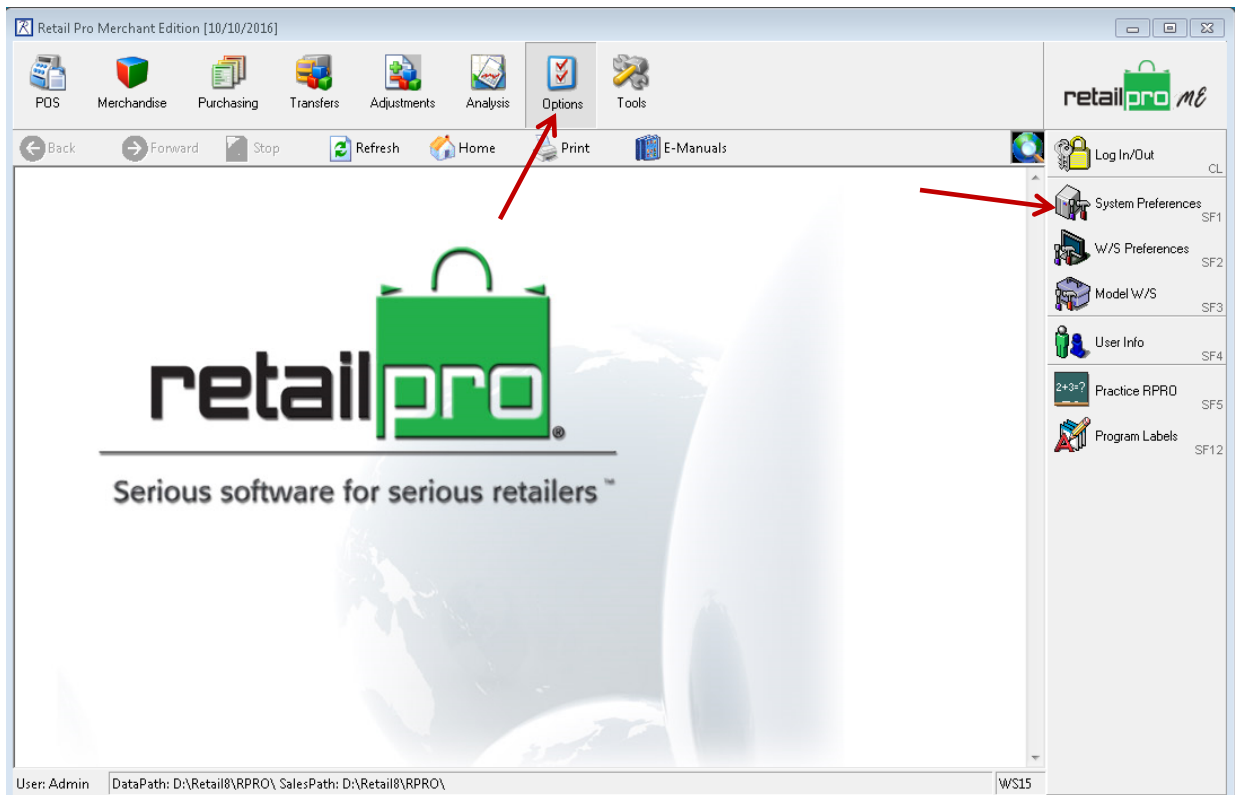 Retail Pro Merchant Edition [10/10/2016]
POS Merchandise Purchasing Transfers Adjustments Analysis Options Tools
retailpro ME
Back Forward Stop Refresh Home Print E-Manuals
Log In/Out
CL
System Preferences
SF1
W/S Preferences
SF2
Model W/S
SF3
User Info
SF4
2+3=?
Practice RPRO
SF5
Program Labels
SF12
retailpro®
Serious software for serious retailers™
User: Admin DataPath: D:\Retail8\RPRO\ SalesPath: D:\Retail8\RPRO\ WS15